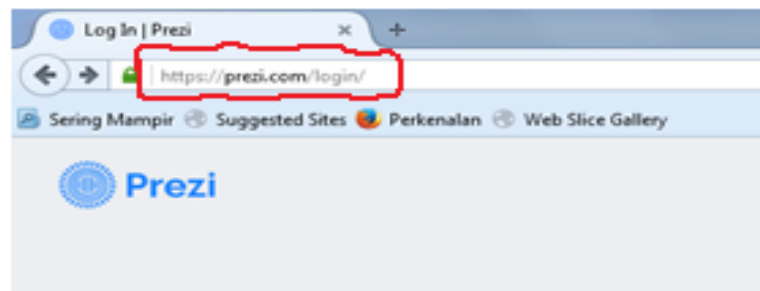 Log In | Prezi
https://prezi.com/login/
Sering Mampir Suggested Sites Perkenalan Web Slice Gallery
Prezi